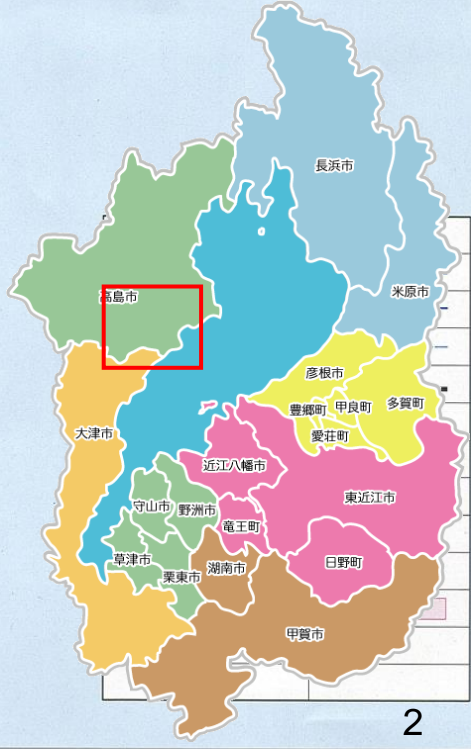 長浜市
米原市
高島市
彦根市
多賀町
甲良町
豊郷町
愛荘町
大津市
近江八幡市
東近江市
守山市
野洲市
竜王町
草津市
日野町
栗東市
湖南市
甲賀市
2